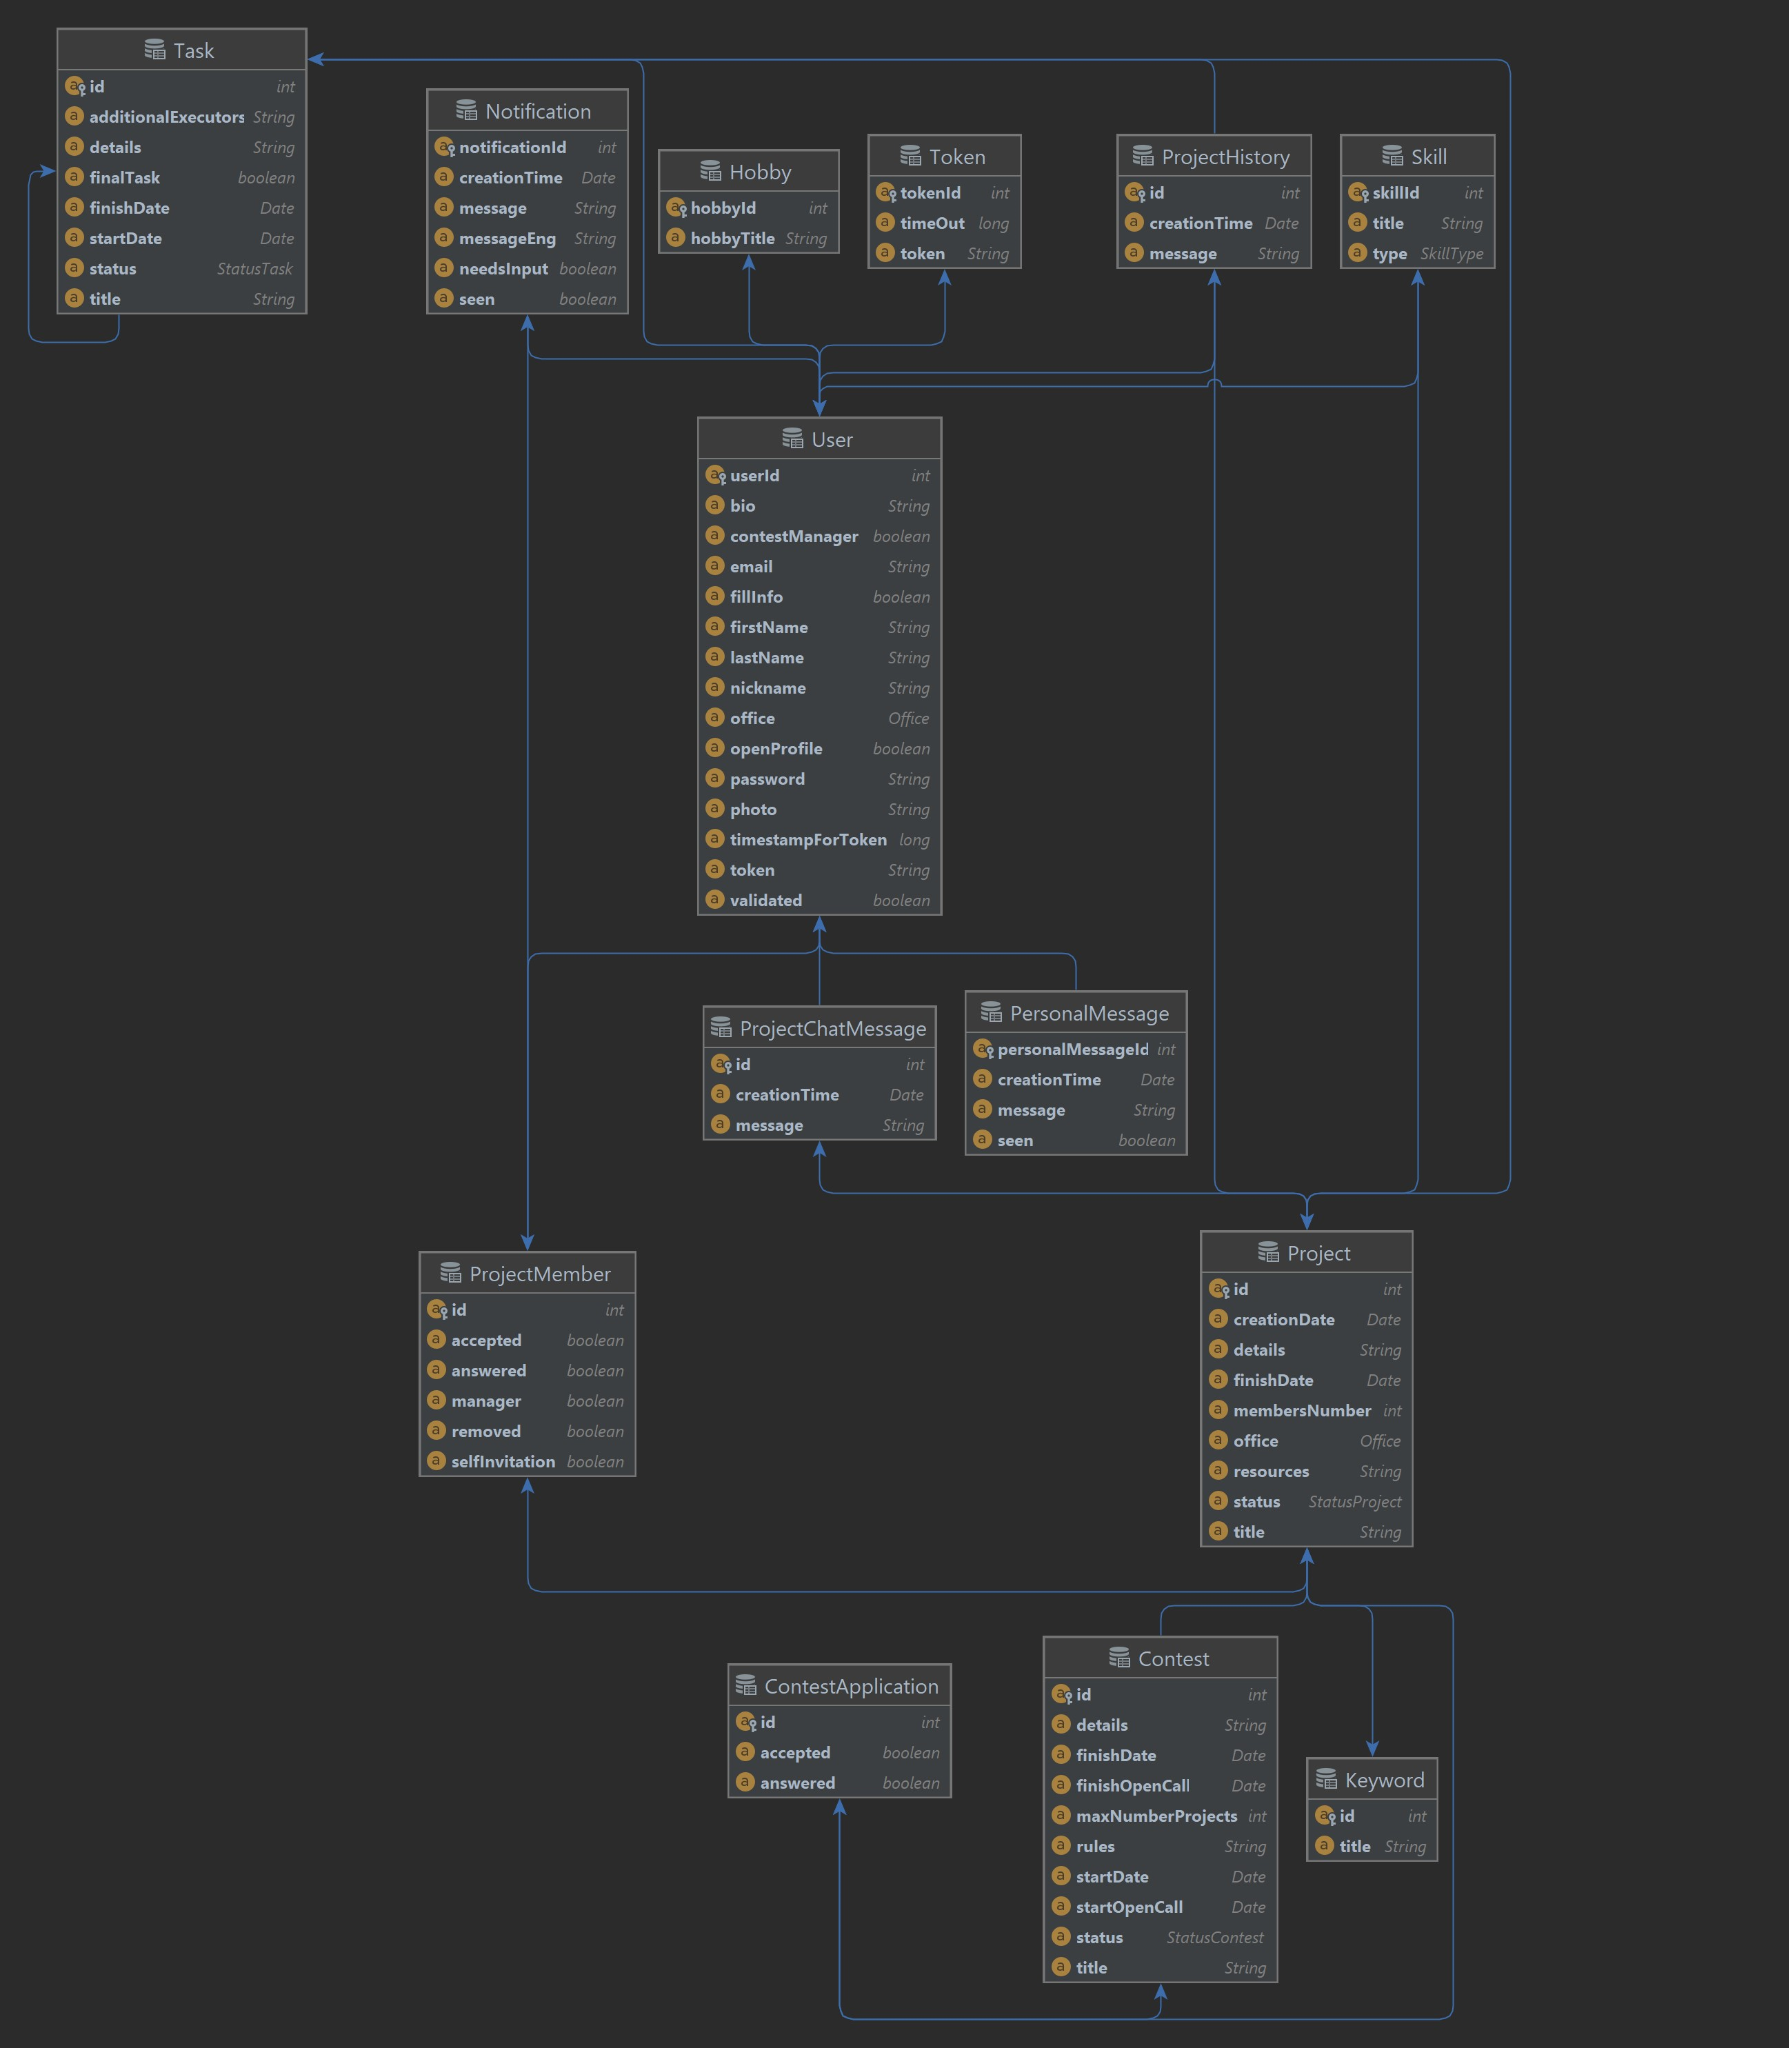 Task
id int
additionalExecutors String
details String
finalTask boolean
finishDate Date
startDate Date
status StatusTask
title String
Notification
notificationId int
creationTime Date
message String
messageEng String
needsInput boolean
seen boolean
Hobby
hobbyId int
hobbyTitle String
Token
tokenId int
timeOut long
token String
ProjectHistory
id int
creationTime Date
message String
Skill
skillId int
title String
type SkillType
User
userId int
bio String
contestManager boolean
email String
fillInfo boolean
firstName String
lastName String
nickname String
office Office
openProfile boolean
password String
photo String
timestampForToken long
token String
validated boolean
ProjectChatMessage
id int
creationTime Date
message String
PersonalMessage
personalMessageId int
creationTime Date
message String
seen boolean
ProjectMember
id int
accepted boolean
answered boolean
manager boolean
removed boolean
selfInvitation boolean
Project
id int
creationDate Date
details String
finishDate Date
membersNumber int
office Office
resources String
status StatusProject
title String
ContestApplication
id int
accepted boolean
answered boolean
Contest
id int
details String
finishDate Date
finishOpenCall Date
maxNumberProjects int
rules String
startDate Date
startOpenCall Date
status StatusContest
title String
Keyword
id int
title String